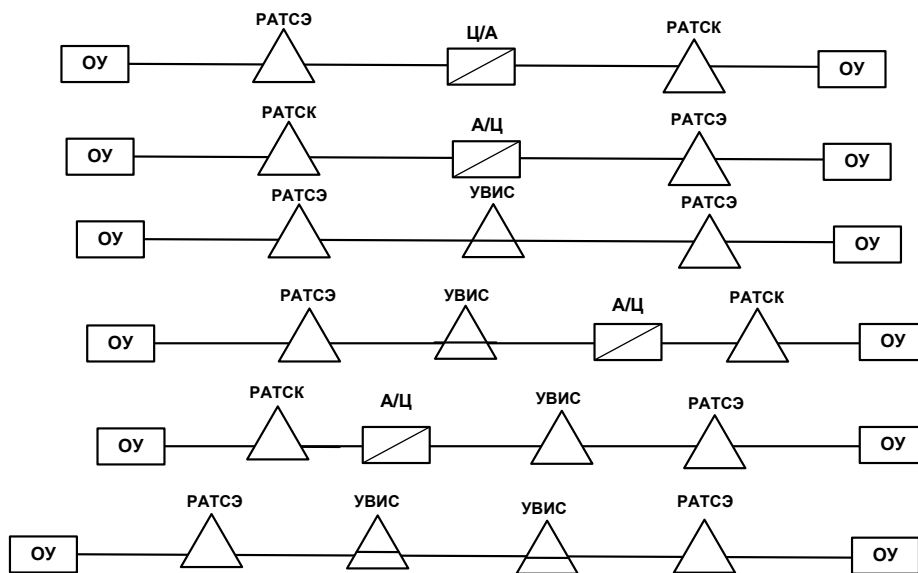 РАТСЭ Ц/А РАТСК
ОУ ОУ
РАТСК А/Ц РАТСЭ
ОУ ОУ
РАТСЭ УВИС РАТСЭ
ОУ ОУ
РАТСЭ УВИС А/Ц РАТСК
ОУ ОУ
РАТСК А/Ц УВИС РАТСЭ
ОУ ОУ
РАТСЭ УВИС УВИС РАТСЭ
ОУ ОУ